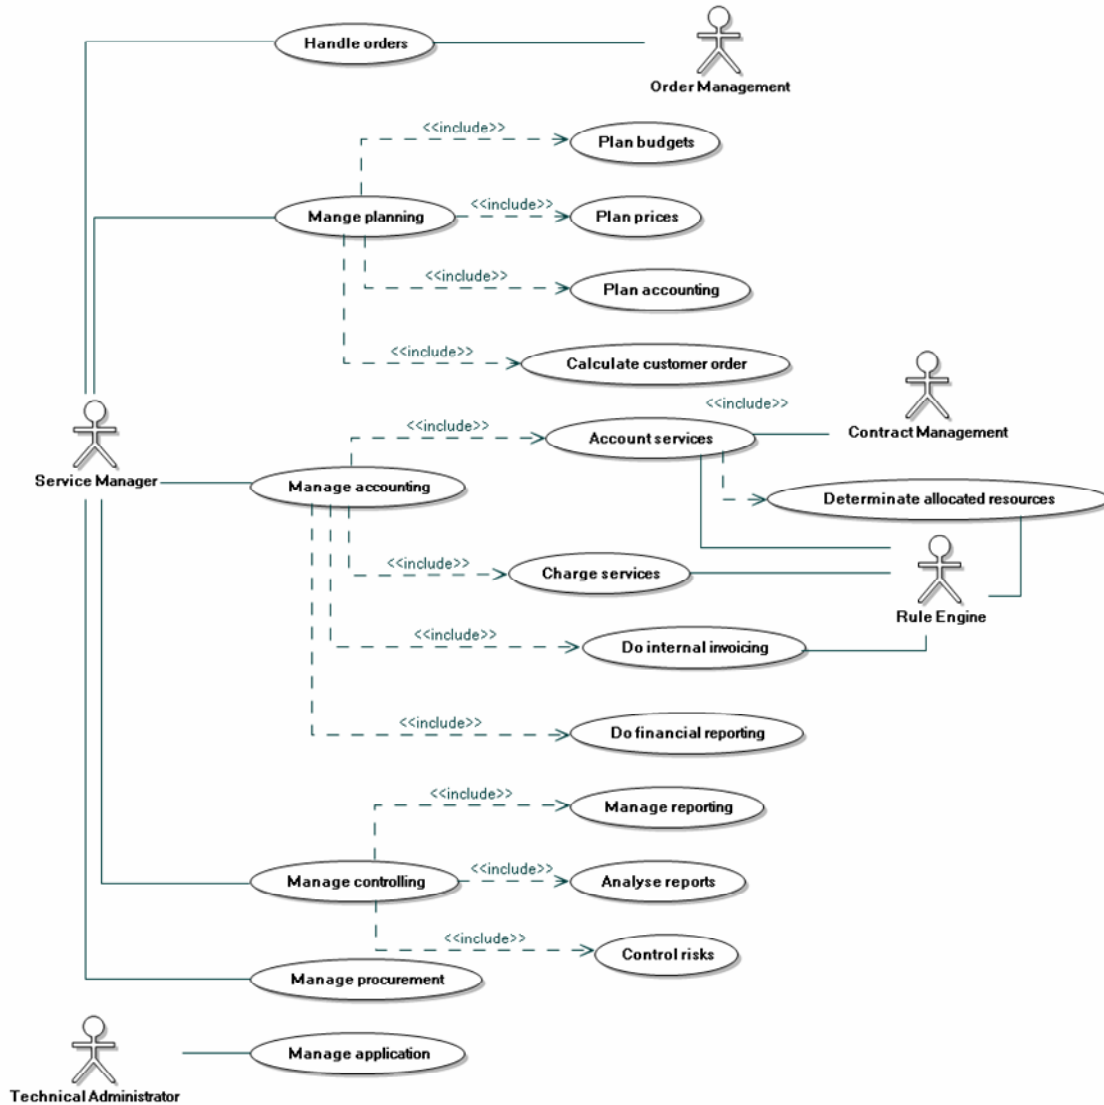 Handle orders
Order Management
<<include>>
Plan budgets
<<include>>
Mange planning
Plan prices
<<include>>
Plan accounting
<<include>>
Calculate customer order
<<include>>
<<include>>
Account services
Contract Management
Service Manager
Manage accounting
Determinate allocated resources
<<include>>
Charge services
Rule Engine
<<include>>
Do internal invoicing
<<include>>
Do financial reporting
<<include>>
Manage reporting
<<include>>
Manage controlling
Analyse reports
<<include>>
Control risks
Manage procurement
Manage application
Technical Administrator